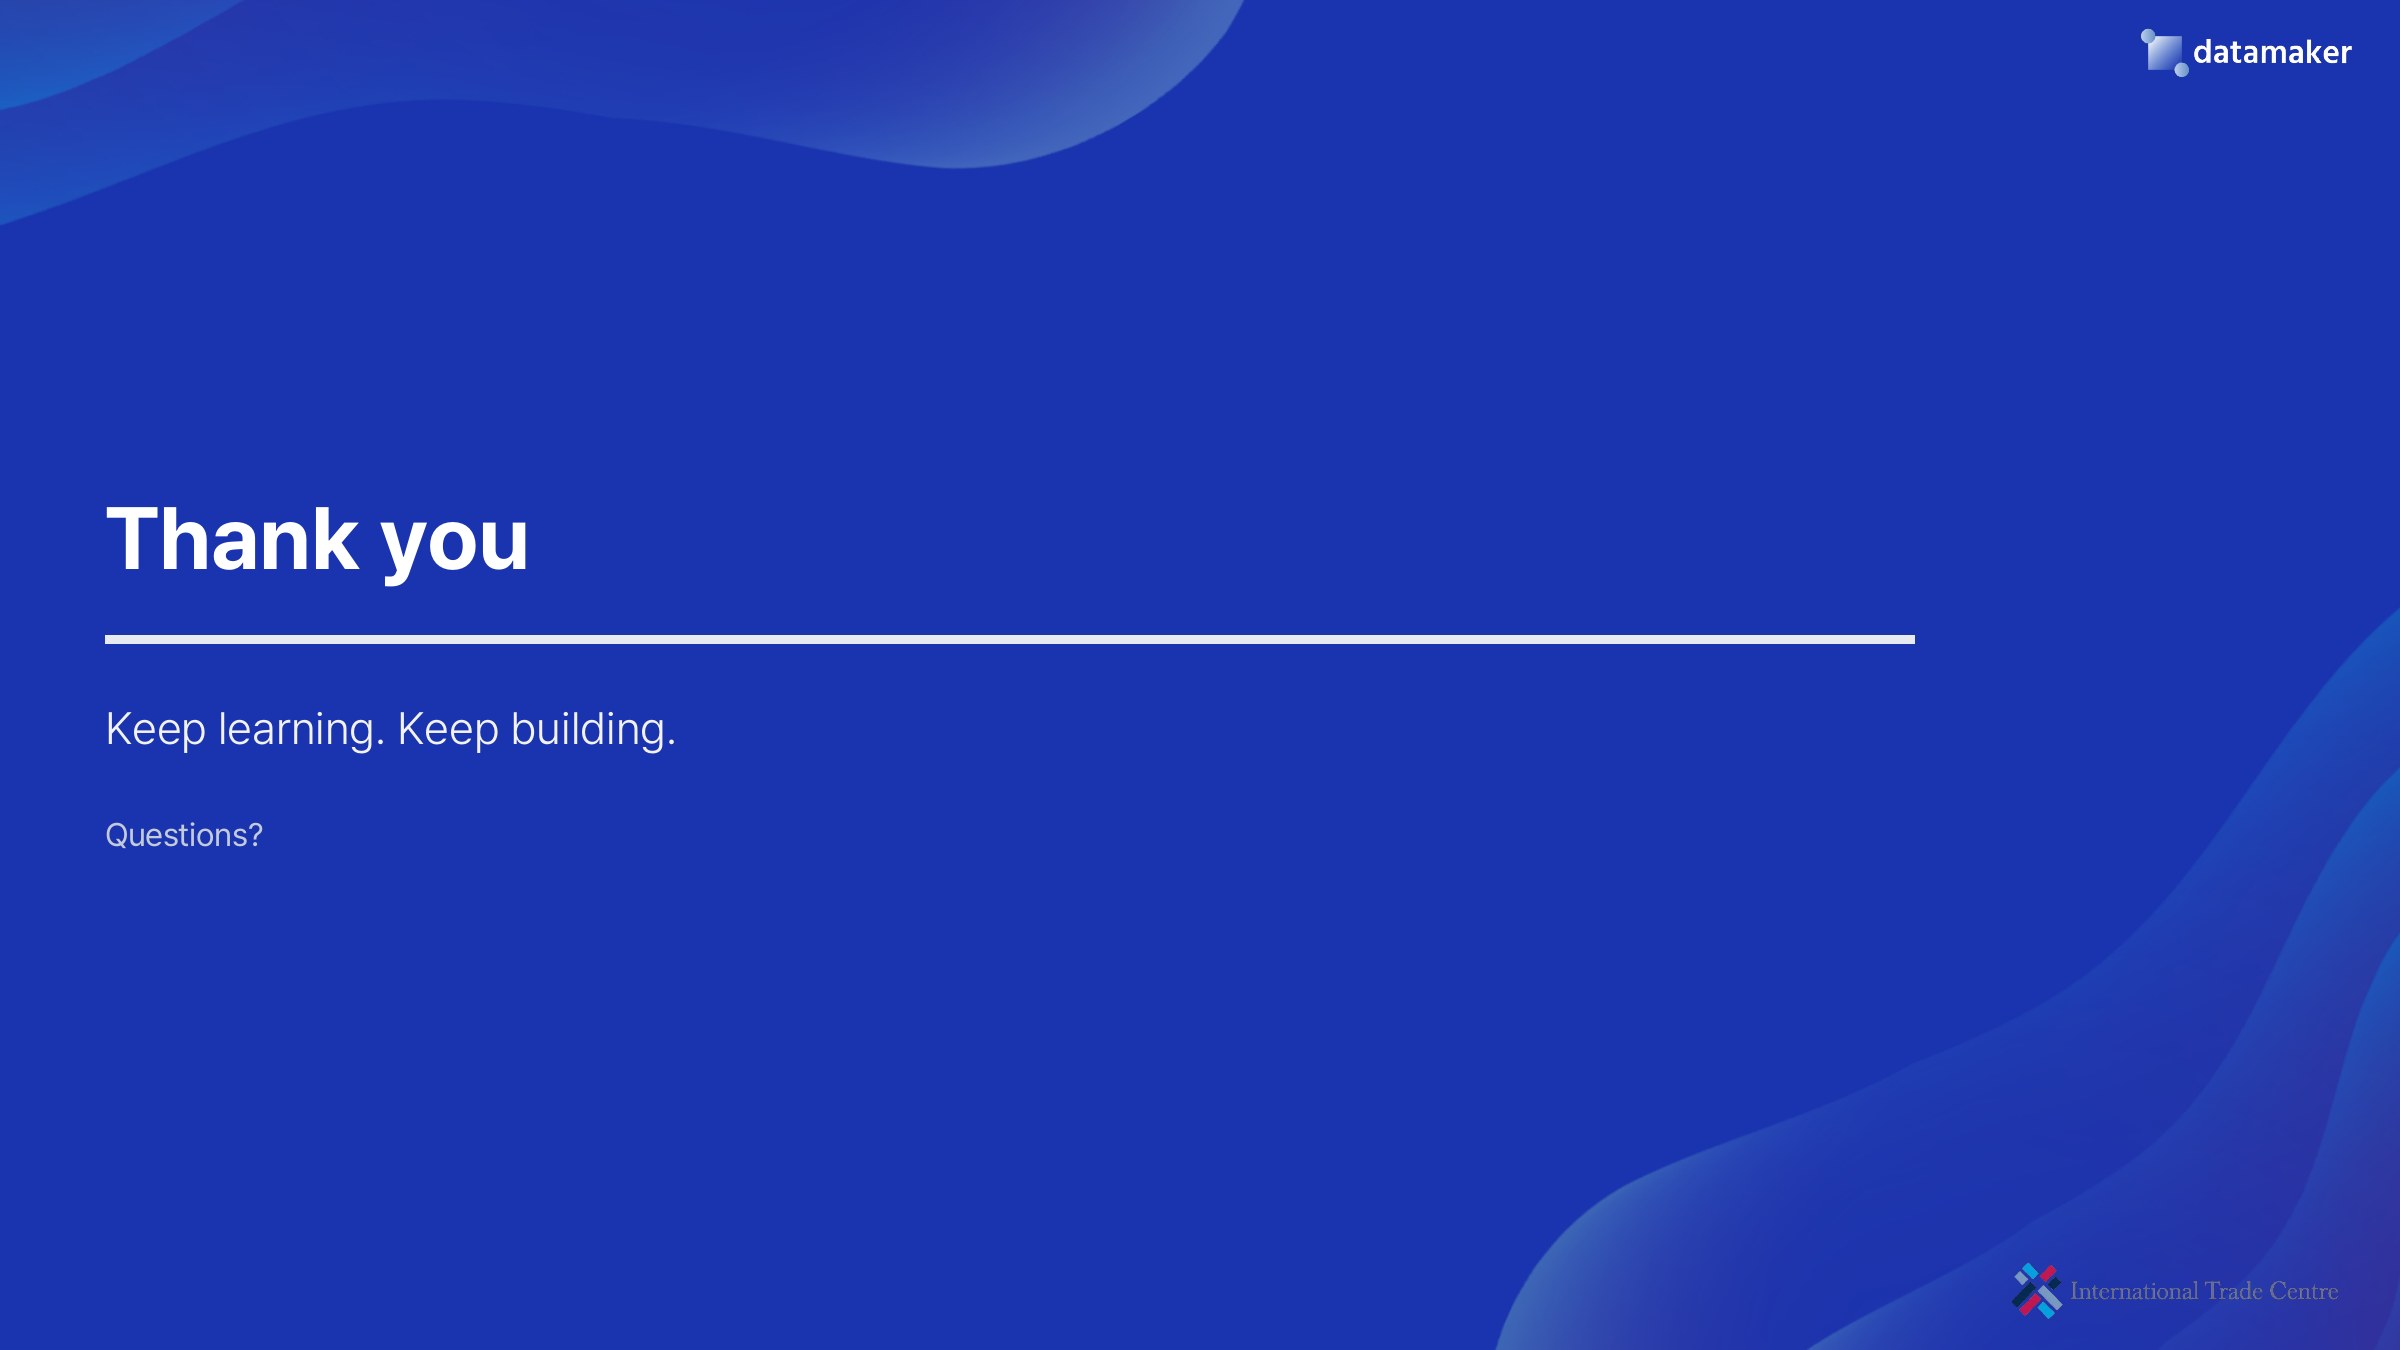 datamaker
Thank you
Keep learning. Keep building.
Questions?
International Trade Centre